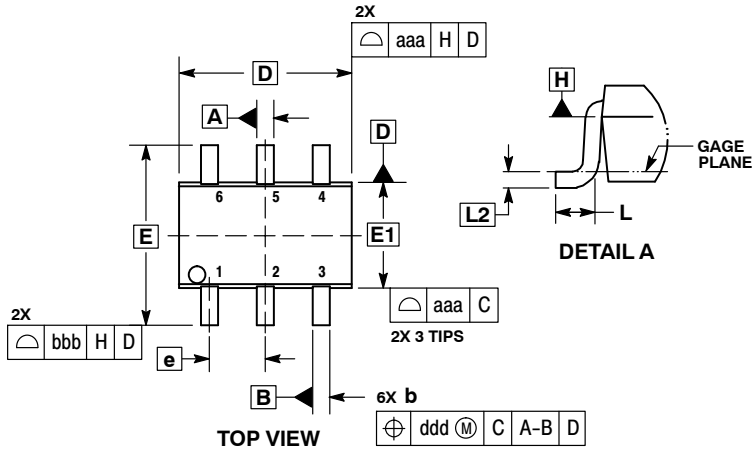 2X
⌓ aaa H D
D
A
H
D
GAGE
PLANE
6 5 4
L2
L
E
E1
DETAIL A
1 2 3
⌓ aaa C
2X 3 TIPS
2X
⌓ bbb H D
e
B
6X b
⌖ ddd Ⓜ C A-B D
TOP VIEW